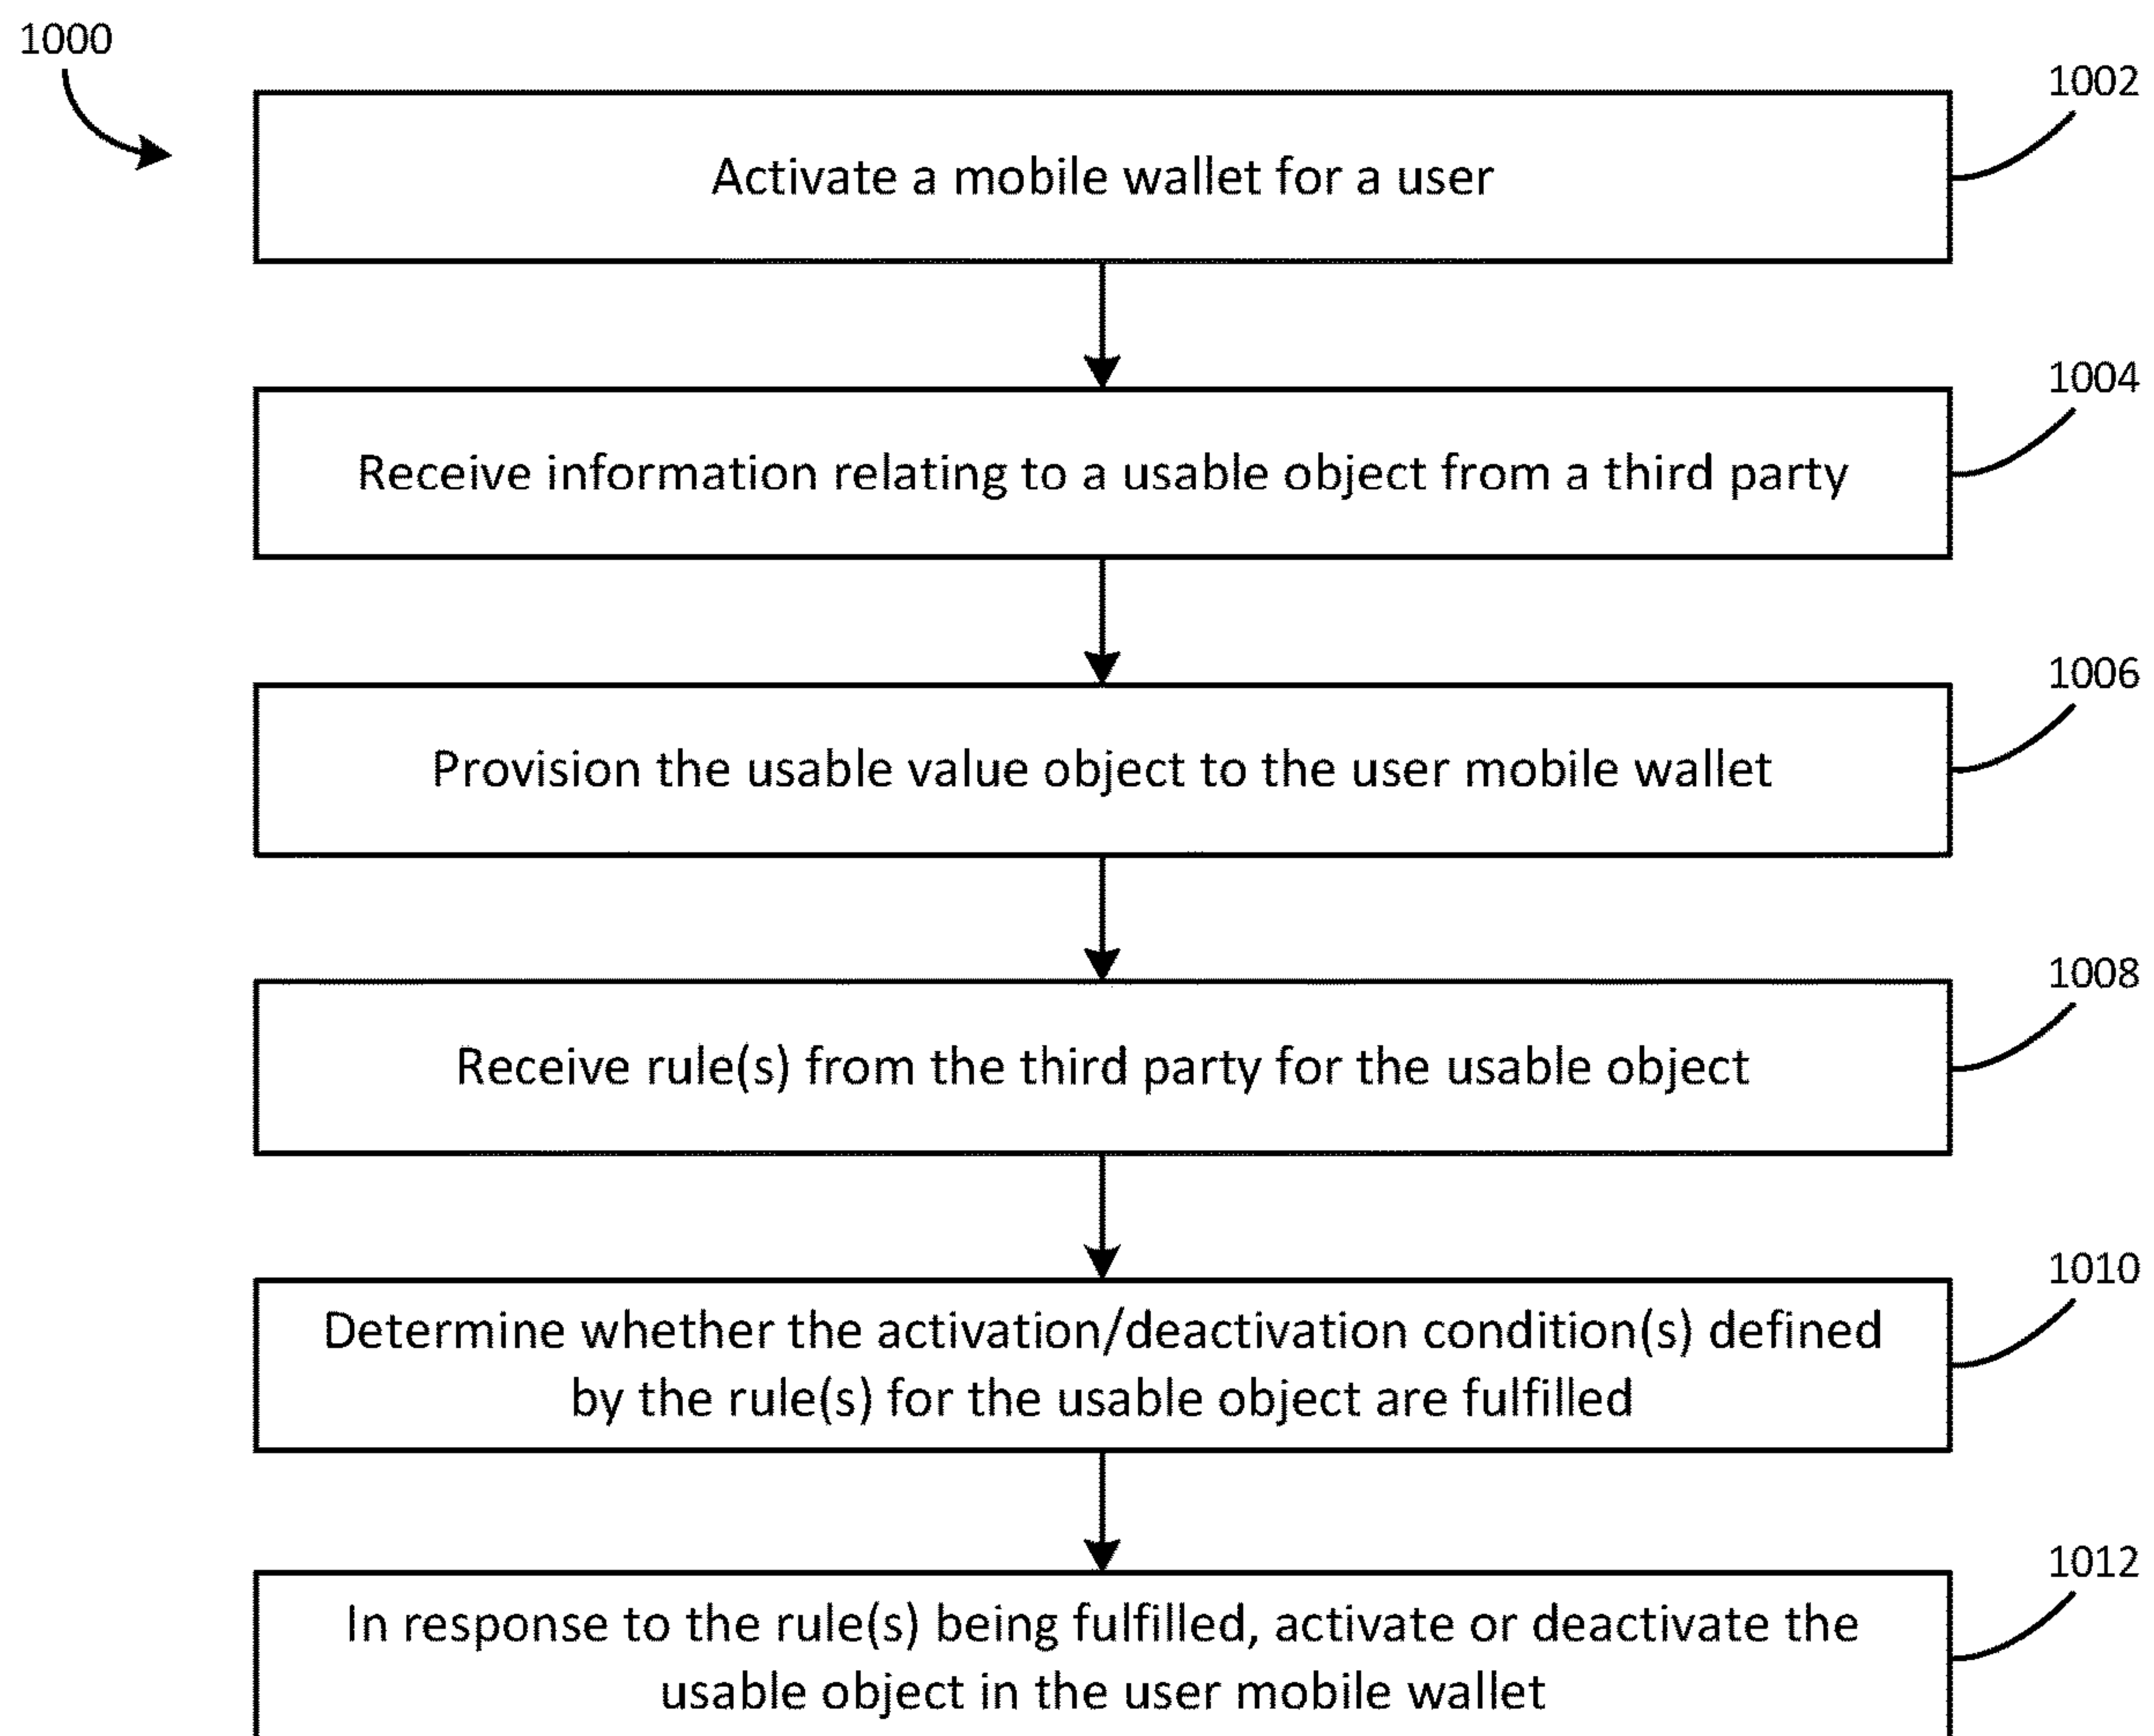 1000
1002
Activate a mobile wallet for a user
1004
Receive information relating to a usable object from a third party
1006
Provision the usable value object to the user mobile wallet
1008
Receive rule(s) from the third party for the usable object
1010
Determine whether the activation/deactivation condition(s) defined
by the rule(s) for the usable object are fulfilled
1012
In response to the rule(s) being fulfilled, activate or deactivate the
usable object in the user mobile wallet